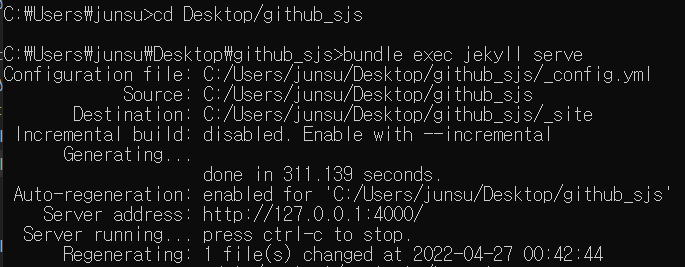 C:₩Users₩junsu>cd Desktop/github_sjs
C:₩Users₩junsu₩Desktop₩github_sjs>bundle exec jekyll serve
Configuration file: C:/Users/junsu/Desktop/github_sjs/_config.yml
Source: C:/Users/junsu/Desktop/github_sjs
Destination: C:/Users/junsu/Desktop/github_sjs/_site
Incremental build: disabled. Enable with --incremental
Generating...
done in 311.139 seconds.
Auto-regeneration: enabled for 'C:/Users/junsu/Desktop/github_sjs'
Server address: http://127.0.0.1:4000/
Server running... press ctrl-c to stop.
Regenerating: 1 file(s) changed at 2022-04-27 00:42:44